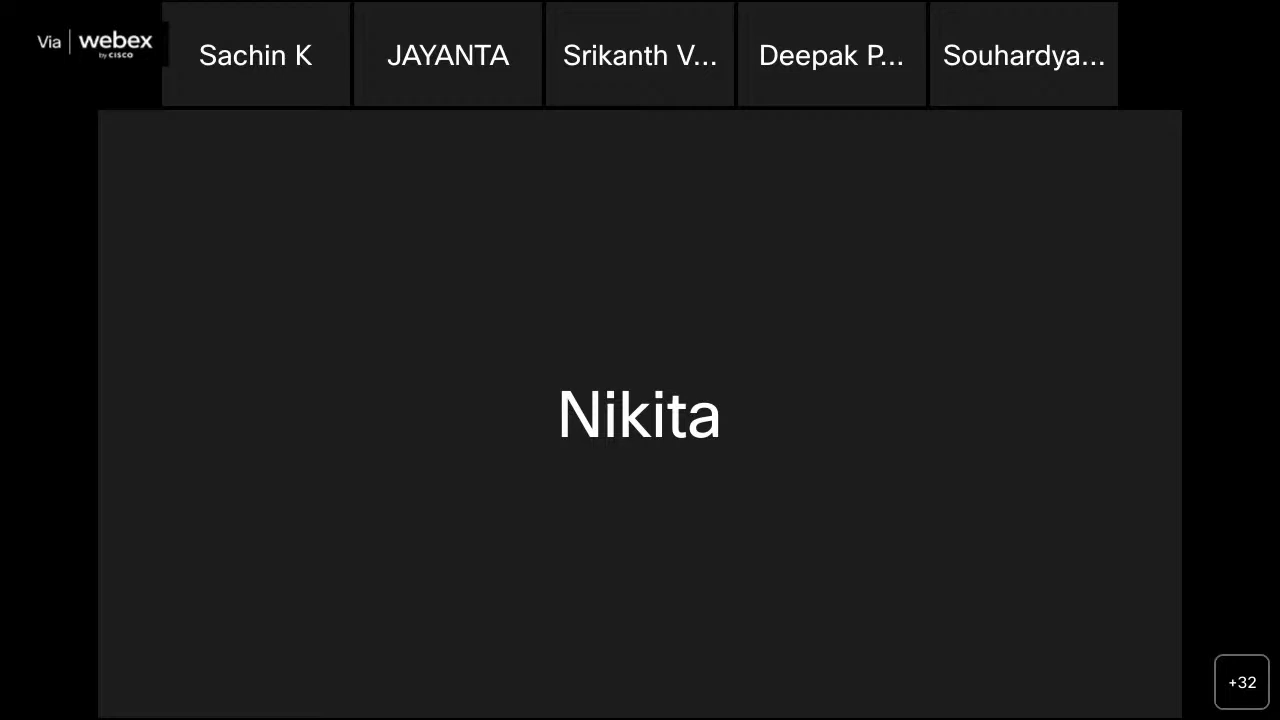 Via | webex
by CISCO
Sachin K
JAYANTA
Srikanth V...
Deepak P...
Souhardya...
Nikita
+32